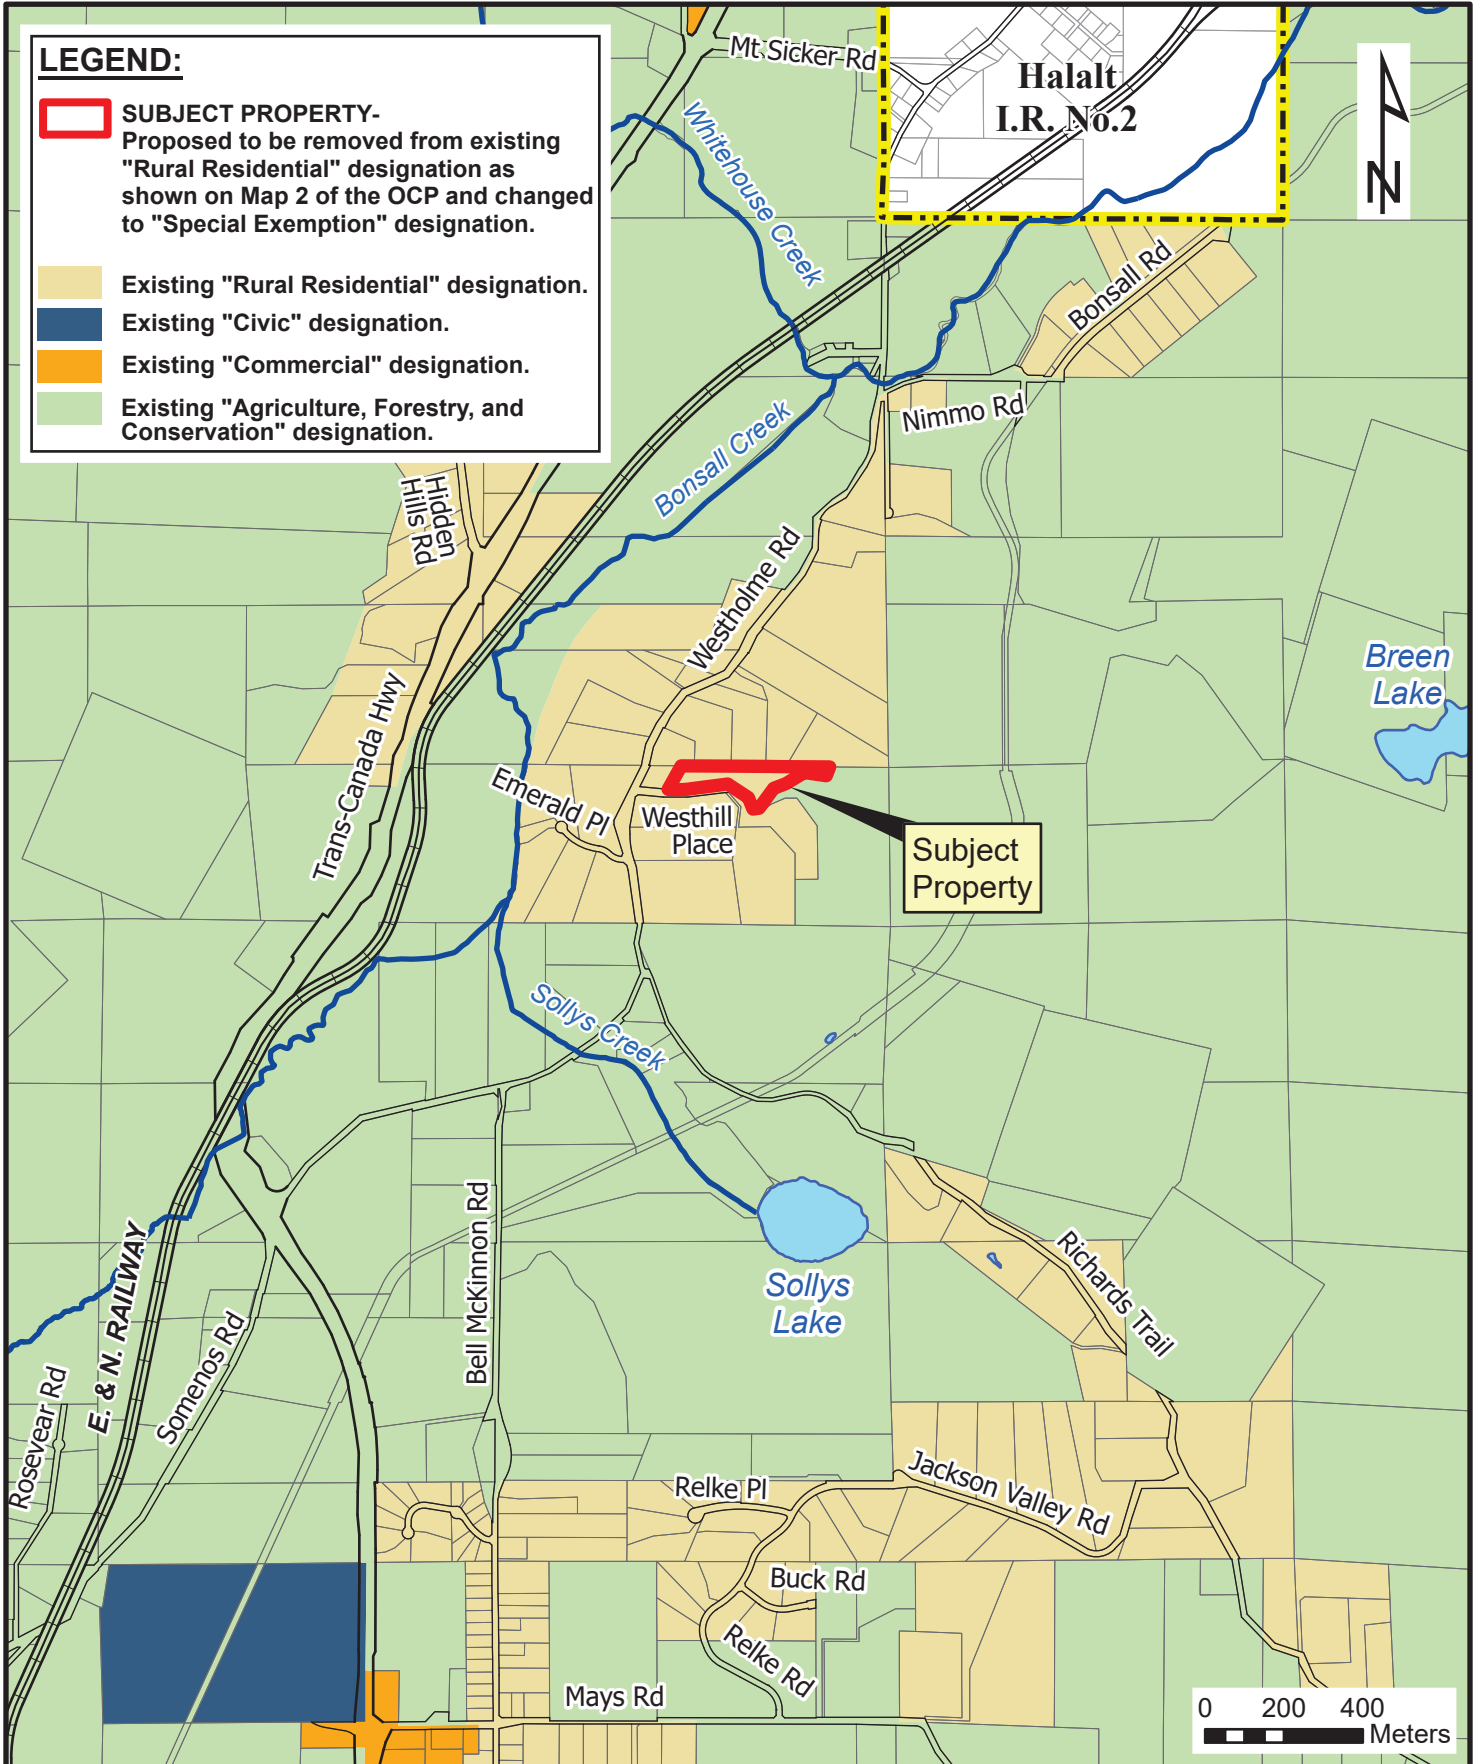 LEGEND:
SUBJECT PROPERTY-
Proposed to be removed from existing
"Rural Residential" designation as
shown on Map 2 of the OCP and changed
to "Special Exemption" designation.
Existing "Rural Residential" designation.
Existing "Civic" designation.
Existing "Commercial" designation.
Existing "Agriculture, Forestry, and
Conservation" designation.
Mt Sicker Rd
Halalt
I.R. No.2
N
Whitehouse Creek
Bonsall Rd
Nimmo Rd
Bonsall Creek
Hidden
Hills Rd
Westholme Rd
Breen
Lake
Trans-Canada Hwy
Emerald Pl
Westhill
Place
Subject
Property
Sollys Creek
Bell McKinnon Rd
Sollys
Lake
Richards Trail
E. & N. RAILWAY
Somenos Rd
Rosevear Rd
Relke Pl
Jackson Valley Rd
Buck Rd
Relke Rd
Mays Rd
0 200 400
Meters